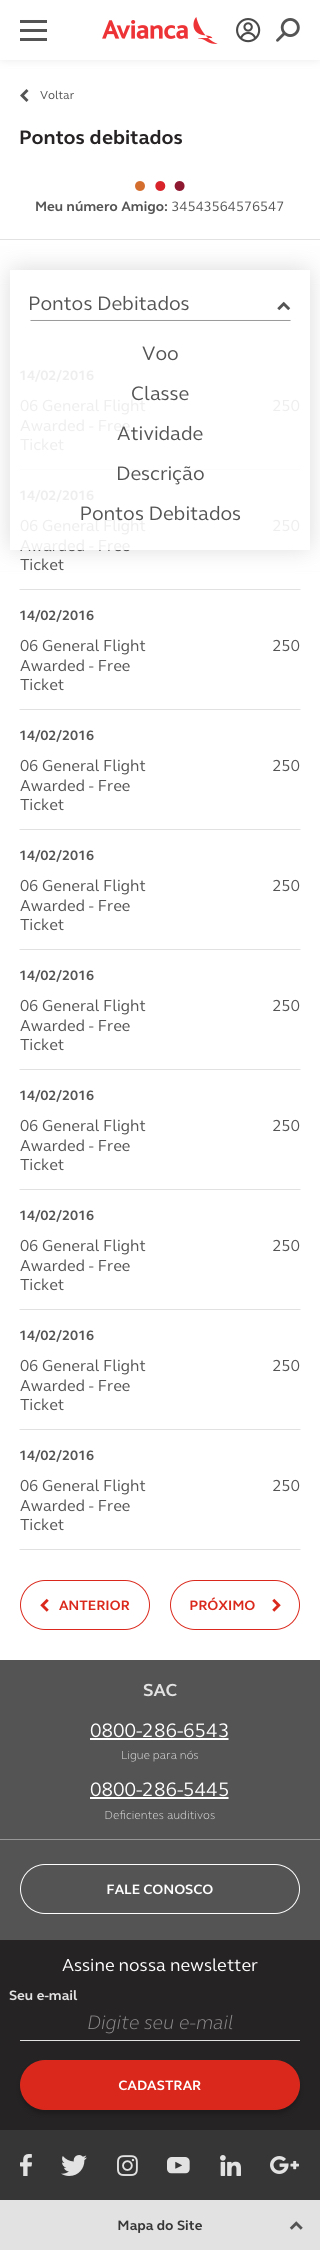 Avianca
Voltar
Pontos debitados
Meu número Amigo: 34543564576547
Pontos Debitados
Voo
14/02/2016
Classe
06 General Flight 250
Awarded - Free
Atividade
Ticket
Descrição
14/02/2016
Pontos Debitados
06 General Flight 250
Awarded - Free
Ticket
14/02/2016
06 General Flight 250
Awarded - Free
Ticket
14/02/2016
06 General Flight 250
Awarded - Free
Ticket
14/02/2016
06 General Flight 250
Awarded - Free
Ticket
14/02/2016
06 General Flight 250
Awarded - Free
Ticket
14/02/2016
06 General Flight 250
Awarded - Free
Ticket
14/02/2016
06 General Flight 250
Awarded - Free
Ticket
14/02/2016
06 General Flight 250
Awarded - Free
Ticket
14/02/2016
06 General Flight 250
Awarded - Free
Ticket
ANTERIOR PRÓXIMO
SAC
0800-286-6543
Ligue para nós
0800-286-5445
Deficientes auditivos
FALE CONOSCO
Assine nossa newsletter
Seu e-mail
Digite seu e-mail
CADASTRAR
Mapa do Site